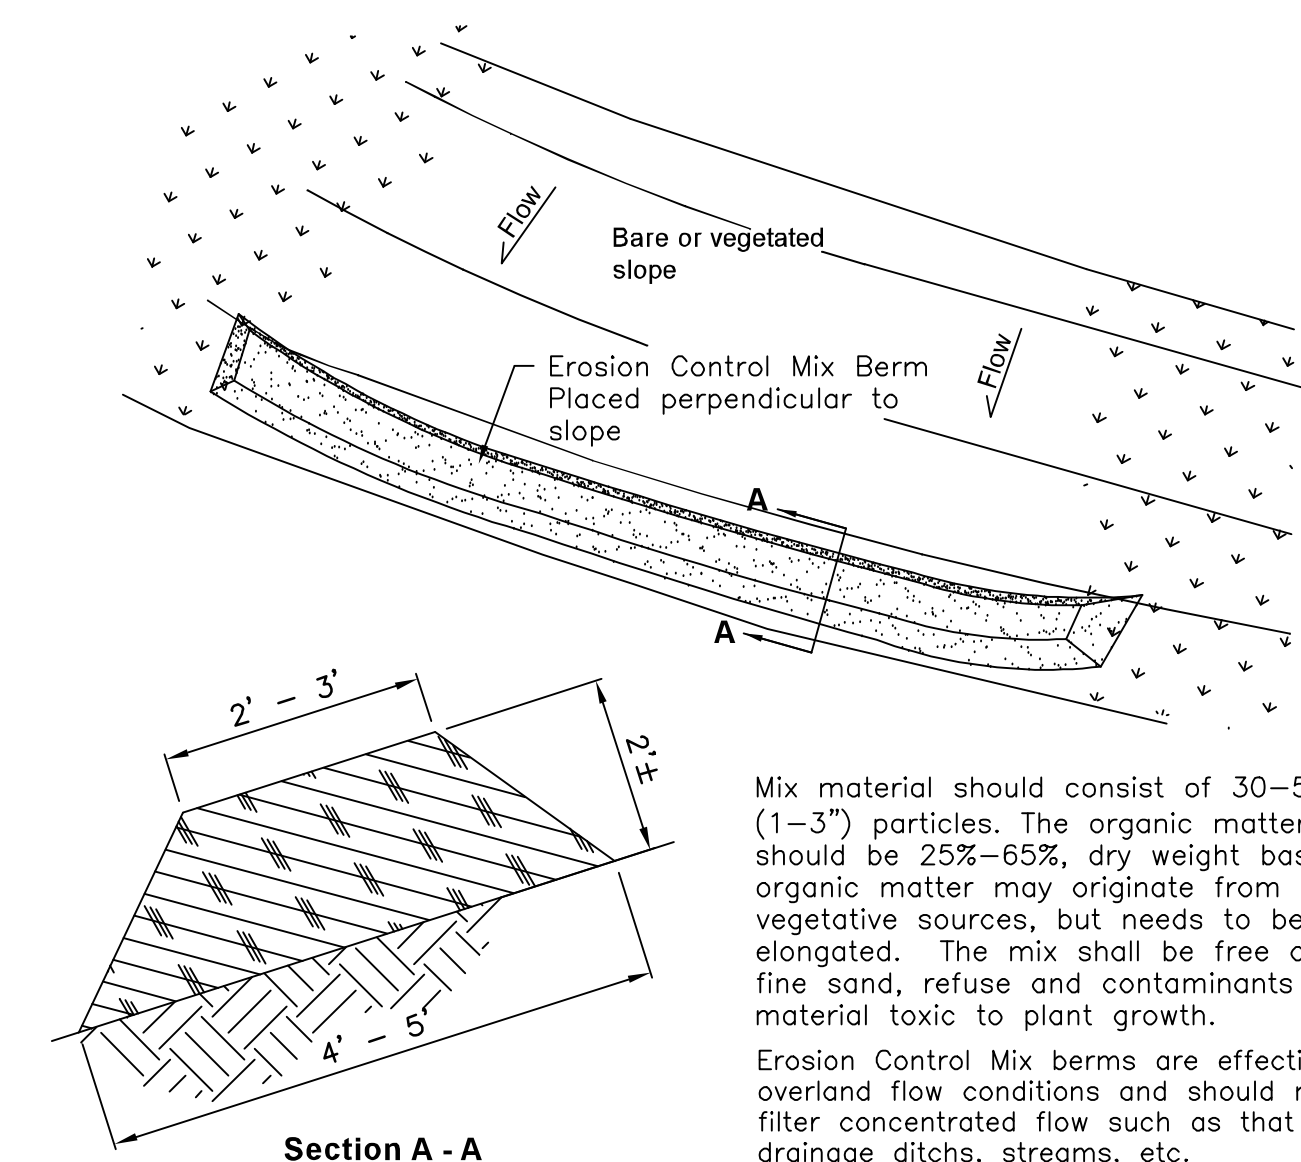 Flow
Bare or vegetated
slope
Flow
Erosion Control Mix Berm
Placed perpendicular to
slope
A
A
2' - 3'
2'±
4' - 5'
Section A - A
Mix material should consist of 30-5
(1-3") particles. The organic matter
should be 25%-65%, dry weight bas
organic matter may originate from
vegetative sources, but needs to be
elongated. The mix shall be free o
fine sand, refuse and contaminants
material toxic to plant growth.
Erosion Control Mix berms are effecti
overland flow conditions and should
filter concentrated flow such as that
drainage ditchs, streams, etc.